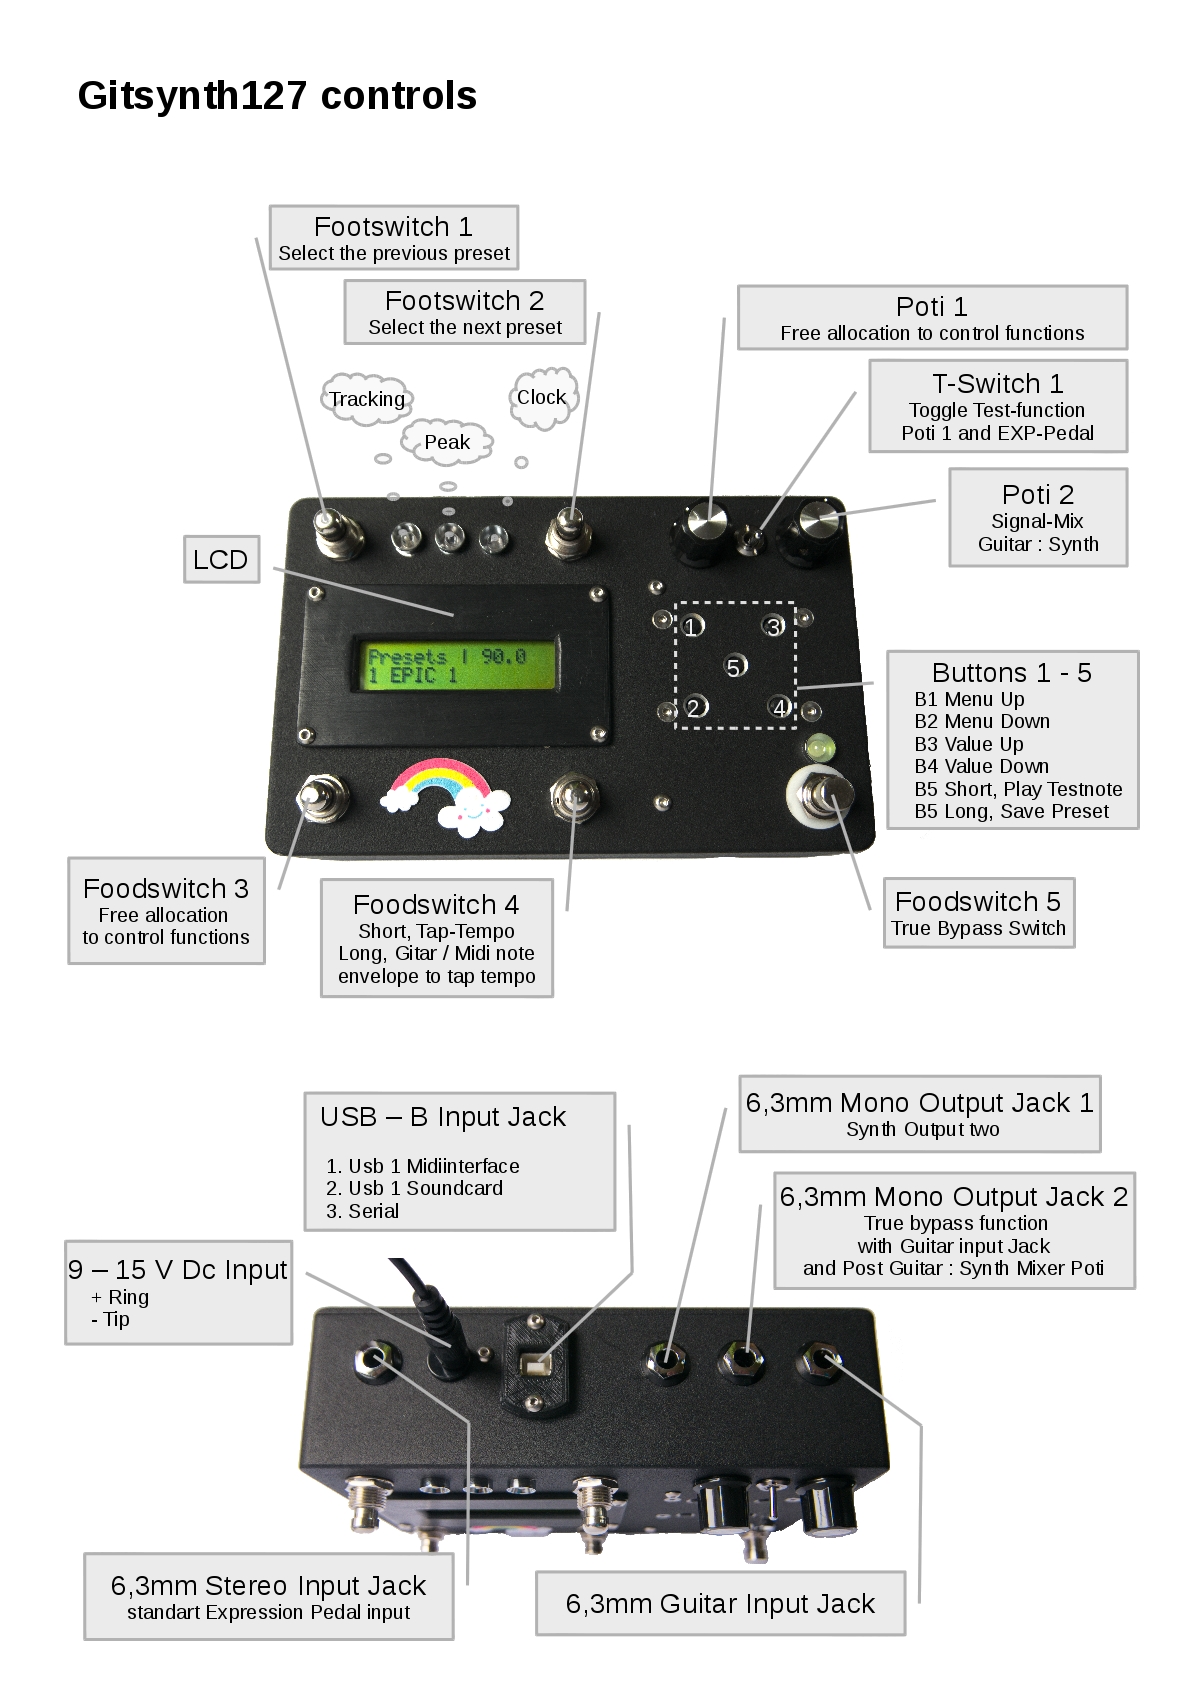 Gitsynth127 controls
Footswitch 1
Select the previous preset
Footswitch 2
Select the next preset
Poti 1
Free allocation to control functions
T-Switch 1
Toggle Test-function
Poti 1 and EXP-Pedal
Tracking
Peak
Clock
Poti 2
Signal-Mix
Guitar : Synth
LCD
Presets | 90.0
1 EPIC 1
1
3
5
2
4
Buttons 1 - 5
B1 Menu Up
B2 Menu Down
B3 Value Up
B4 Value Down
B5 Short, Play Testnote
B5 Long, Save Preset
Foodswitch 3
Free allocation
to control functions
Foodswitch 4
Short, Tap-Tempo
Long, Gitar / Midi note
envelope to tap tempo
Foodswitch 5
True Bypass Switch
USB – B Input Jack
1. Usb 1 Midiinterface
2. Usb 1 Soundcard
3. Serial
6,3mm Mono Output Jack 1
Synth Output two
6,3mm Mono Output Jack 2
True bypass function
with Guitar input Jack
and Post Guitar : Synth Mixer Poti
9 – 15 V Dc Input
+ Ring
- Tip
6,3mm Stereo Input Jack
standart Expression Pedal input
6,3mm Guitar Input Jack